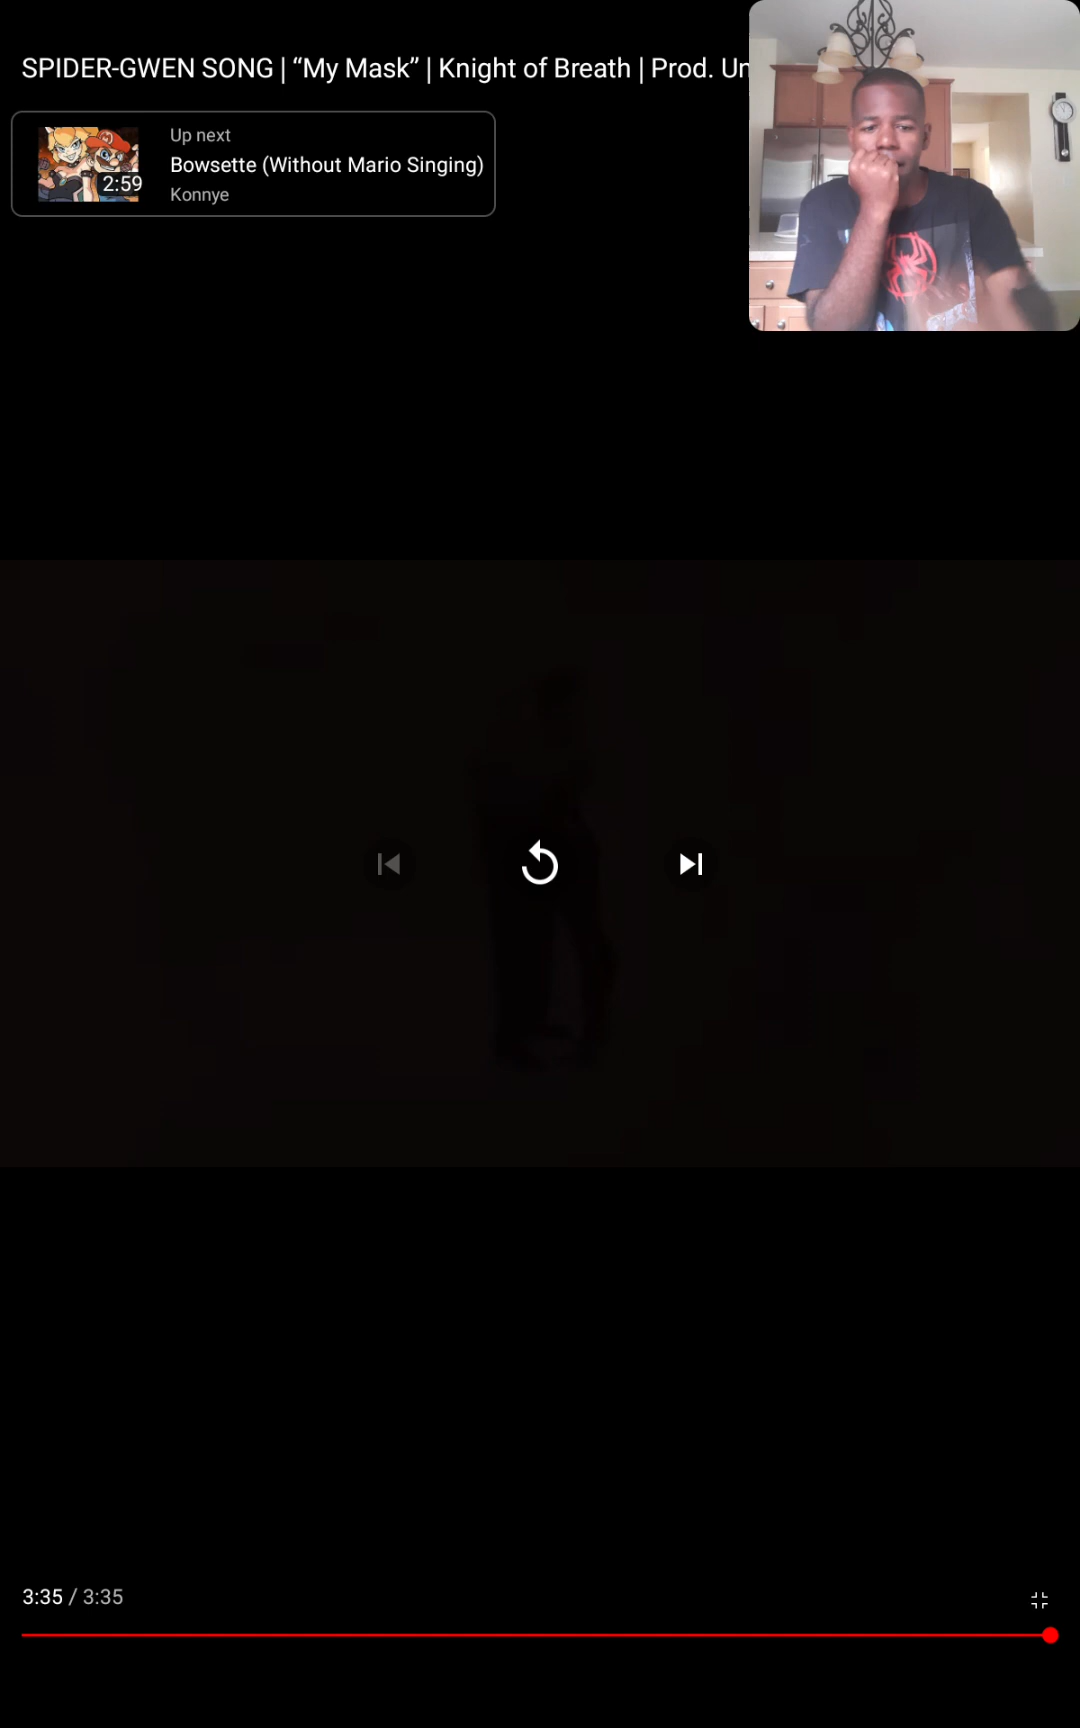 SPIDER-GWEN SONG | “My Mask” | Knight of Breath | Prod.
Up next
Bowsette (Without Mario Singing)
2:59
Konnye
3:35 / 3:35